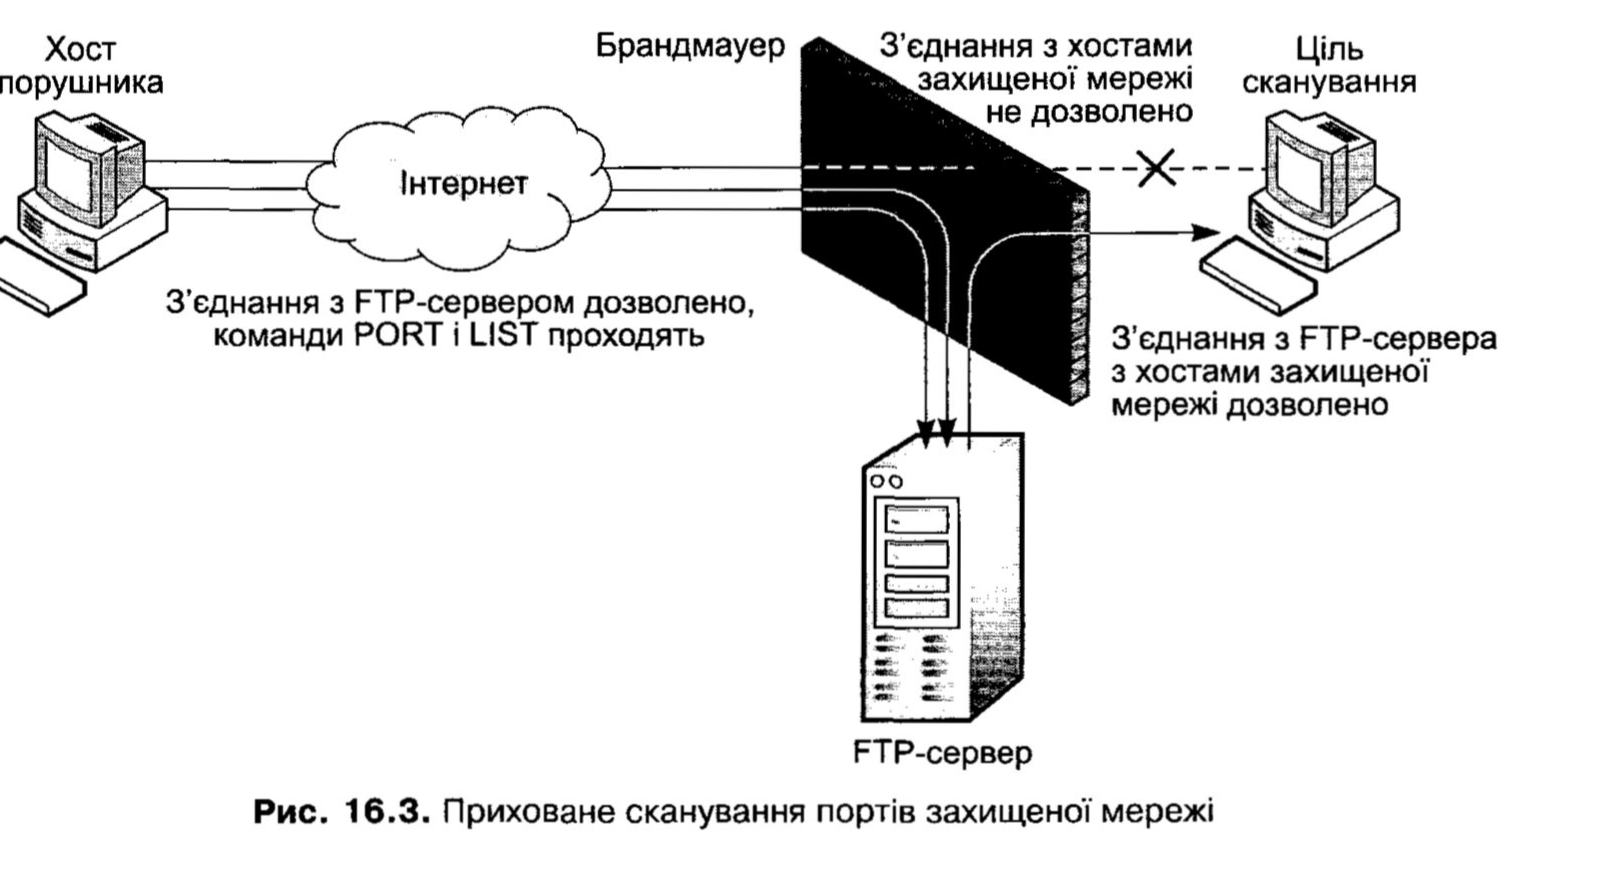 Хост
порушника
Брандмауер
З’єднання з хостами
захищеної мережі
не дозволено
Ціль
сканування
Інтернет
З’єднання з FTP-сервером дозволено,
команди PORT і LIST проходять
З’єднання з FTP-сервера
з хостами захищеної
мережі дозволено
FTP-сервер
Рис. 16.3. Приховане сканування портів захищеної мережі